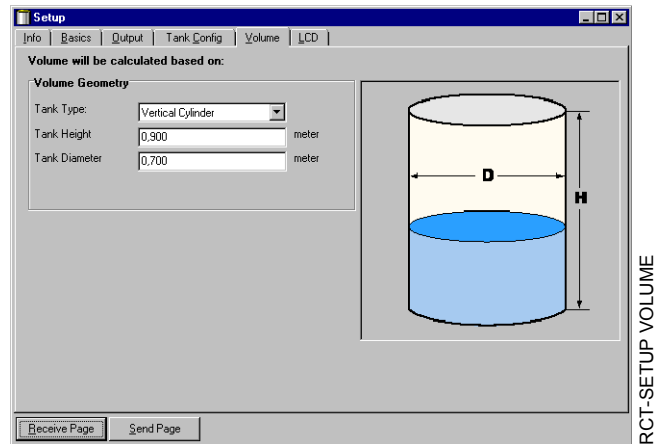 Setup
Info Basics Output Tank Config Volume LCD
Volume will be calculated based on:
Volume Geometry
Tank Type: Vertical Cylinder
Tank Height 0,900 meter
Tank Diameter 0,700 meter
D
H
Receive Page Send Page
RCT-SETUP VOLUME